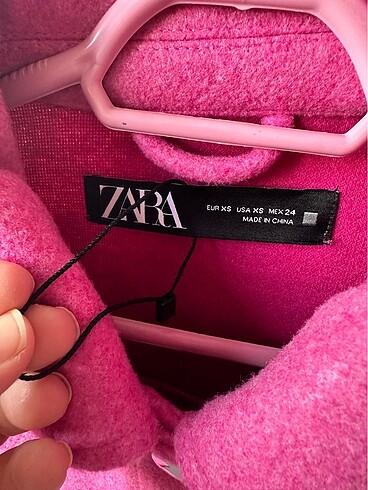 ZARA
EUR XS USA XS MEX 24
MADE IN CHINA